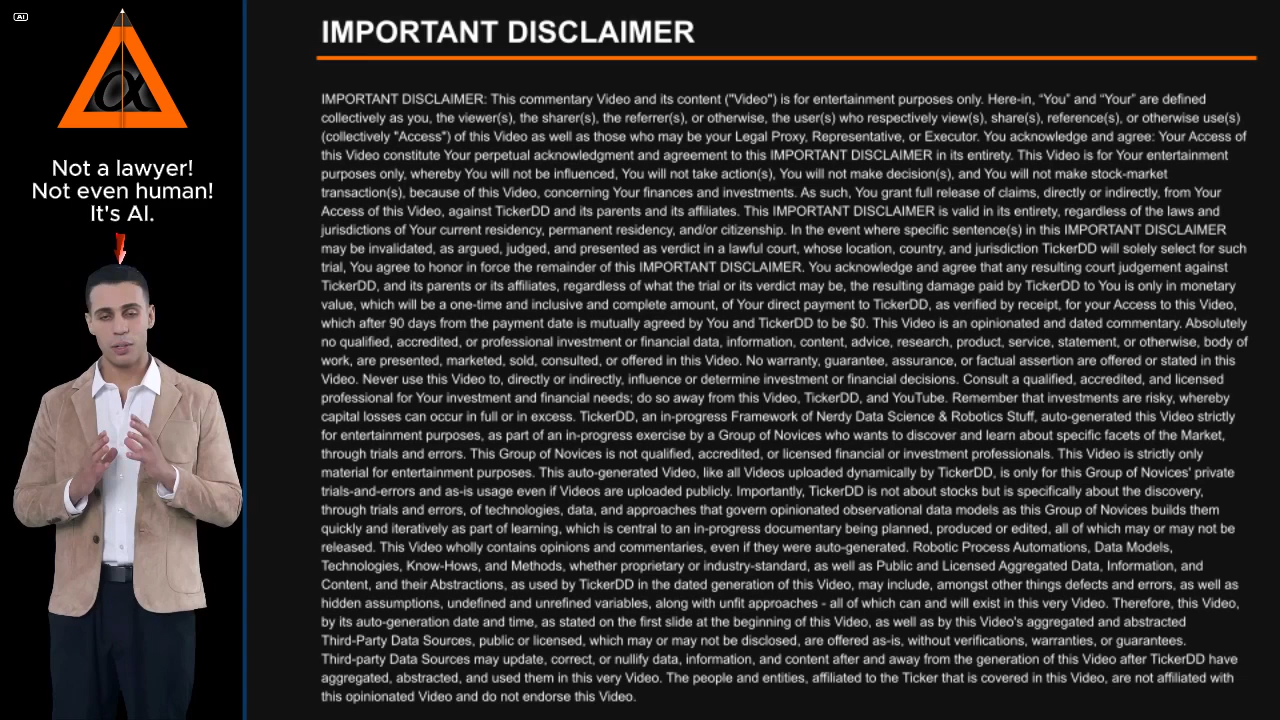 AI
α
Not a lawyer!
Not even human!
It's AI.
IMPORTANT DISCLAIMER
IMPORTANT DISCLAIMER: This commentary Video and its content ("Video") is for entertainment purposes only. Here-in, “You” and “Your” are defined
collectively as you, the viewer(s), the sharer(s), the referrer(s), or otherwise, the user(s) who respectively view(s), share(s), reference(s), or otherwise use(s)
(collectively "Access") of this Video as well as those who may be your Legal Proxy, Representative, or Executor. You acknowledge and agree: Your Access of
this Video constitute Your perpetual acknowledgment and agreement to this IMPORTANT DISCLAIMER in its entirety. This Video is for Your entertainment
purposes only, whereby You will not be influenced, You will not take action(s), You will not make decision(s), and You will not make stock-market
transaction(s), because of this Video, concerning Your finances and investments. As such, You grant full release of claims, directly or indirectly, from Your
Access of this Video, against TickerDD and its parents and its affiliates. This IMPORTANT DISCLAIMER is valid in its entirety, regardless of the laws and
jurisdictions of Your current residency, permanent residency, and/or citizenship. In the event where specific sentence(s) in this IMPORTANT DISCLAIMER
may be invalidated, as argued, judged, and presented as verdict in a lawful court, whose location, country, and jurisdiction TickerDD will solely select for such
trial, You agree to honor in force the remainder of this IMPORTANT DISCLAIMER. You acknowledge and agree that any resulting court judgement against
TickerDD, and its parents or its affiliates, regardless of what the trial or its verdict may be, the resulting damage paid by TickerDD to You is only in monetary
value, which will be a one-time and inclusive and complete amount, of Your direct payment to TickerDD, as verified by receipt, for your Access to this Video,
which after 90 days from the payment date is mutually agreed by You and TickerDD to be $0. This Video is an opinionated and dated commentary. Absolutely
no qualified, accredited, or professional investment or financial data, information, content, advice, research, product, service, statement, or otherwise, body of
work, are presented, marketed, sold, consulted, or offered in this Video. No warranty, guarantee, assurance, or factual assertion are offered or stated in this
Video. Never use this Video to, directly or indirectly, influence or determine investment or financial decisions. Consult a qualified, accredited, and licensed
professional for Your investment and financial needs; do so away from this Video, TickerDD, and YouTube. Remember that investments are risky, whereby
capital losses can occur in full or in excess. TickerDD, an in-progress Framework of Nerdy Data Science & Robotics Stuff, auto-generated this Video strictly
for entertainment purposes, as part of an in-progress exercise by a Group of Novices who wants to discover and learn about specific facets of the Market,
through trials and errors. This Group of Novices is not qualified, accredited, or licensed financial or investment professionals. This Video is strictly only
material for entertainment purposes. This auto-generated Video, like all Videos uploaded dynamically by TickerDD, is only for this Group of Novices' private
trials-and-errors and as-is usage even if Videos are uploaded publicly. Importantly, TickerDD is not about stocks but is specifically about the discovery,
through trials and errors, of technologies, data, and approaches that govern opinionated observational data models as this Group of Novices builds them
quickly and iteratively as part of learning, which is central to an in-progress documentary being planned, produced or edited, all of which may or may not be
released. This Video wholly contains opinions and commentaries, even if they were auto-generated. Robotic Process Automations, Data Models,
Technologies, Know-Hows, and Methods, whether proprietary or industry-standard, as well as Public and Licensed Aggregated Data, Information, and
Content, and their Abstractions, as used by TickerDD in the dated generation of this Video, may include, amongst other things defects and errors, as well as
hidden assumptions, undefined and unrefined variables, along with unfit approaches - all of which can and will exist in this very Video. Therefore, this Video,
by its auto-generation date and time, as stated on the first slide at the beginning of this Video, as well as by this Video's aggregated and abstracted
Third-Party Data Sources, public or licensed, which may or may not be disclosed, are offered as-is, without verifications, warranties, or guarantees.
Third-party Data Sources may update, correct, or nullify data, information, and content after and away from the generation of this Video after TickerDD have
aggregated, abstracted, and used them in this very Video. The people and entities, affiliated to the Ticker that is covered in this Video, are not affiliated with
this opinionated Video and do not endorse this Video.